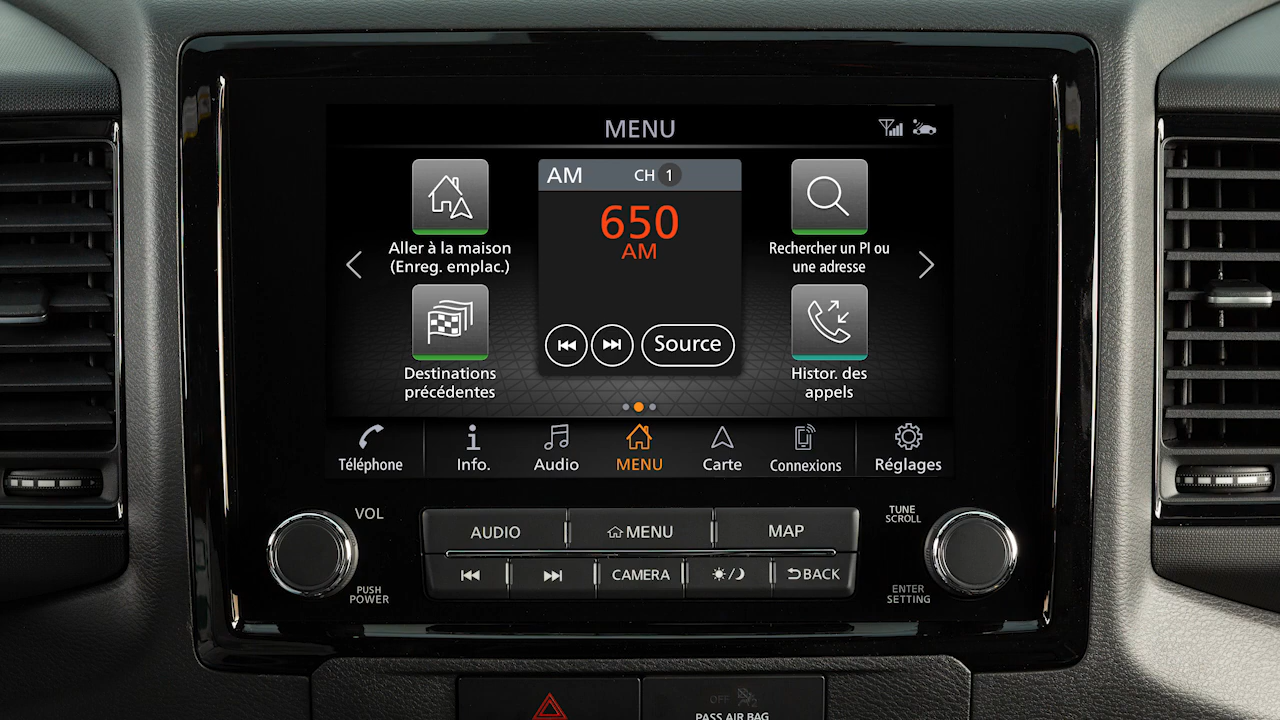 MENU
Aller à la maison
(Enreg. emplac.)
AM CH 1
650
AM
Source
Rechercher un PI ou
une adresse
Destinations
précédentes
Histor. des
appels
Téléphone
Info.
Audio
MENU
Carte
Connexions
Réglages
VOL
PUSH
POWER
AUDIO
MENU
MAP
CAMERA
BACK
TUNE
SCROLL
ENTER
SETTING
OFF
PASS AIR BAG